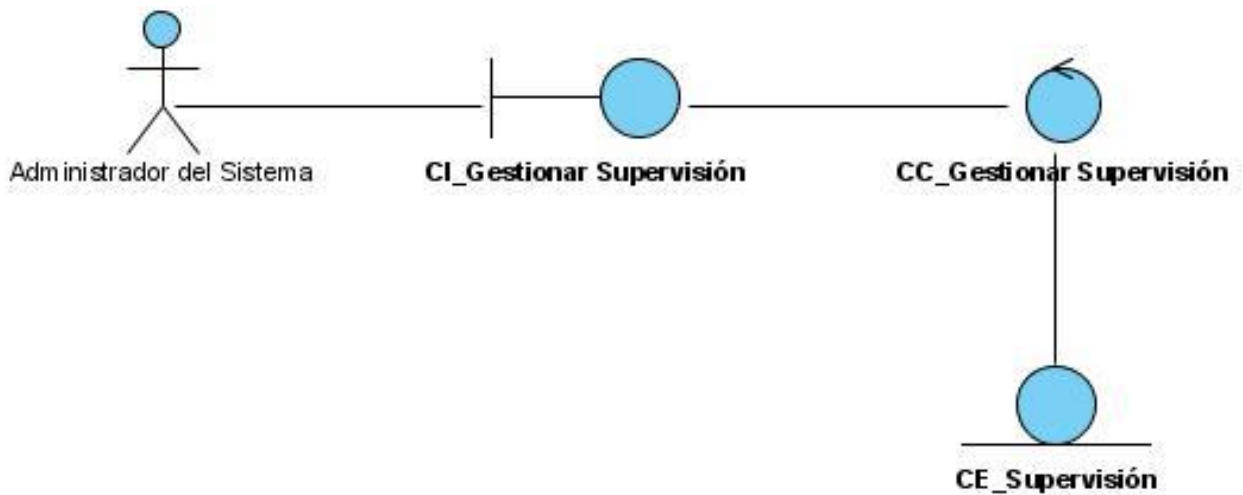 Administrador del Sistema
CI_Gestionar Supervisión
CC_Gestionar Supervisión
CE_Supervisión